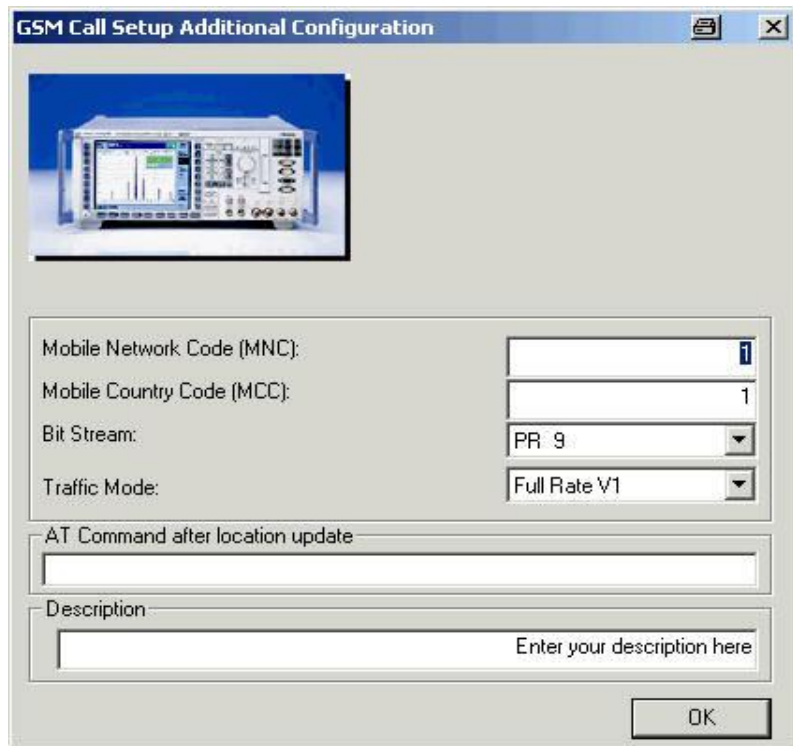 GSM Call Setup Additional Configuration
Mobile Network Code (MNC): 1
Mobile Country Code (MCC): 1
Bit Stream: PR 9
Traffic Mode: Full Rate V1
AT Command after location update
Description
Enter your description here
OK